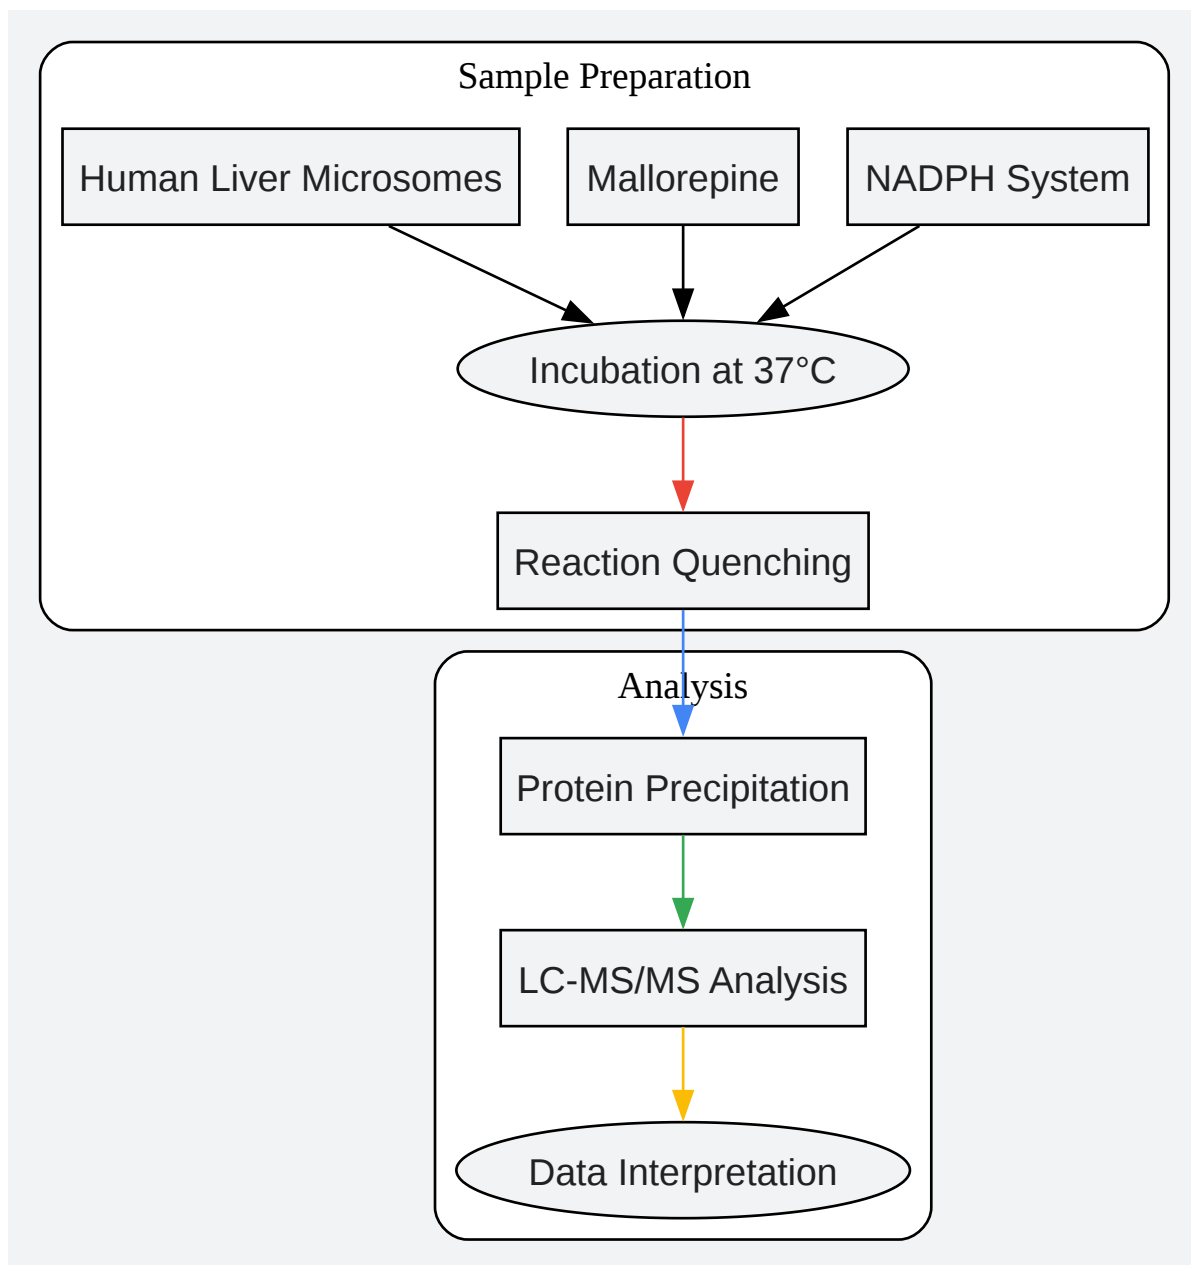 Sample Preparation
Human Liver Microsomes
Mallorepine
NADPH System
Incubation at 37°C
Reaction Quenching
Analysis
Protein Precipitation
LC-MS/MS Analysis
Data Interpretation